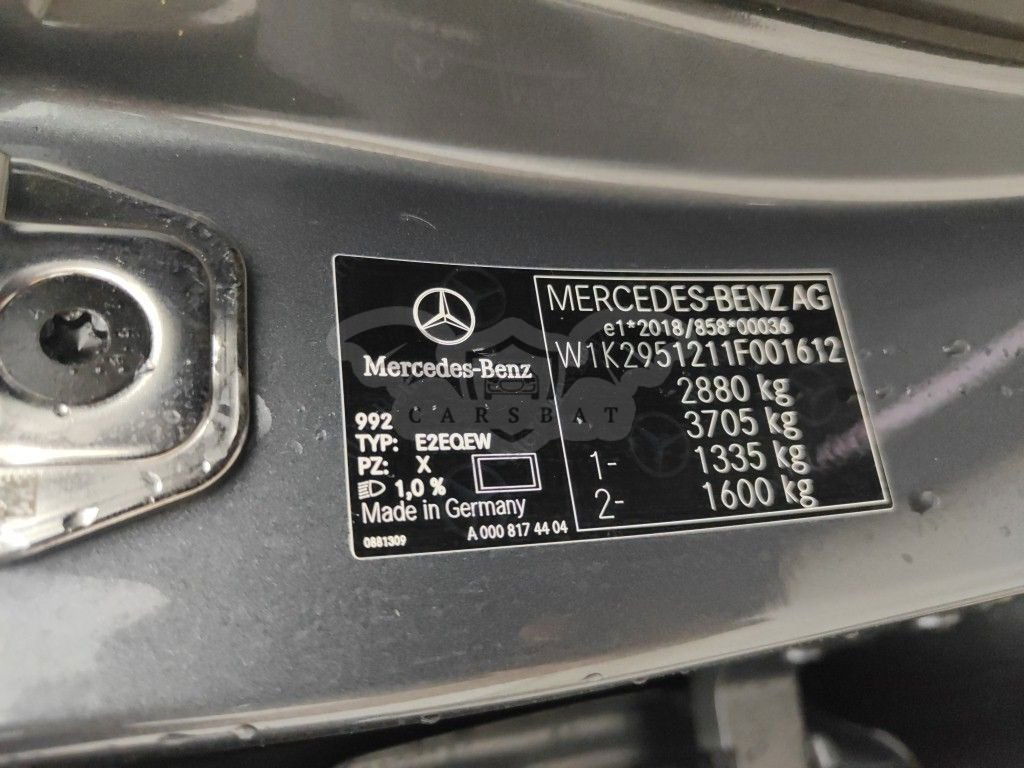 Mercedes-Benz
992
TYP: E2EQEW
PZ: X
1,0 %
Made in Germany
0881309
A 000 817 44 04
MERCEDES-BENZ AG
e1*2018/858*00036
W1K2951211F001612
2880 kg
3705 kg
1- 1335 kg
2- 1600 kg
CARSBAT